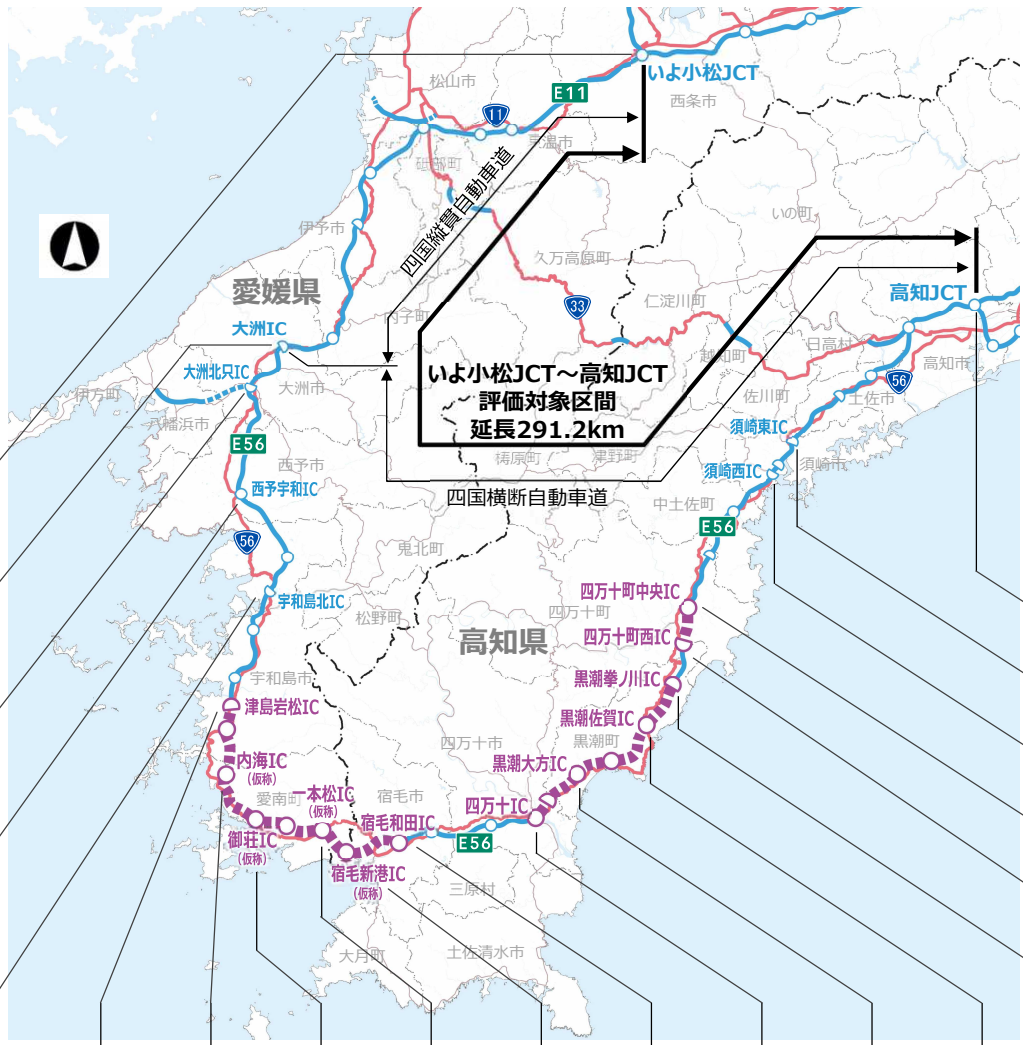 いよ小松JCT
松山市
E11
西条市
11
東温市
砥部町
四国縦貫自動車道
いの町
伊予市
久万高原町
愛媛県
仁淀川町
高知JCT
33
内子町
大洲IC
日高村
越知町
高知市
いよ小松JCT～高知JCT
評価対象区間
延長291.2km
大洲北只IC
大洲市
伊方町
佐川町
56
土佐市
八幡浜市
須崎東IC
E56
津野町
梼原町
西予市
須崎西IC
須崎市
西予宇和IC
四国横断自動車道
中土佐町
E56
56
鬼北町
四万十町中央IC
宇和島北IC
松野町
四万十町
高知県
四万十町西IC
宇和島市
黒潮拳ノ川IC
津島岩松IC
黒潮佐賀IC
四万十市
黒潮町
内海IC
(仮称)
黒潮大方IC
一本松IC
(仮称)
愛南町
宿毛市
四万十IC
宿毛和田IC
御荘IC
(仮称)
E56
宿毛新港IC
(仮称)
三原村
大月町
土佐清水市